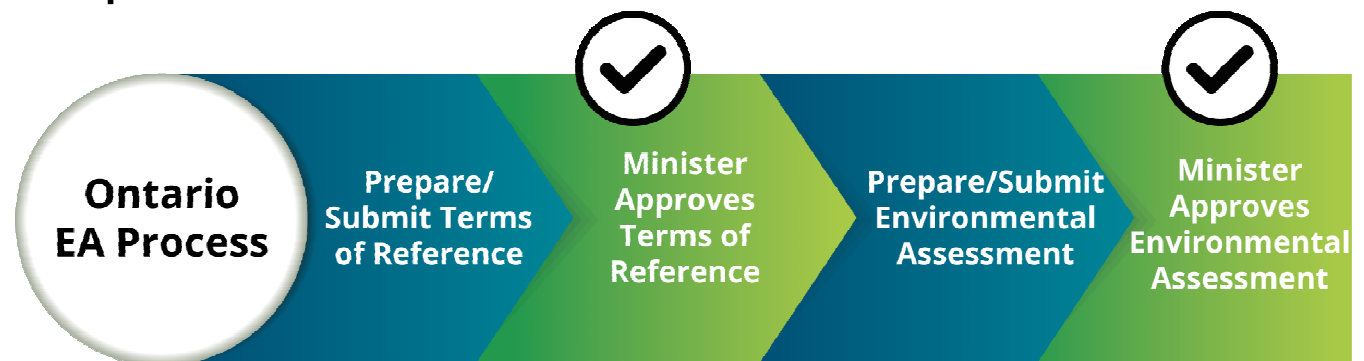 Ontario
EA Process
Prepare/
Submit Terms
of Reference
Minister
Approves
Terms of
Reference
Prepare/Submit
Environmental
Assessment
Minister
Approves
Environmental
Assessment